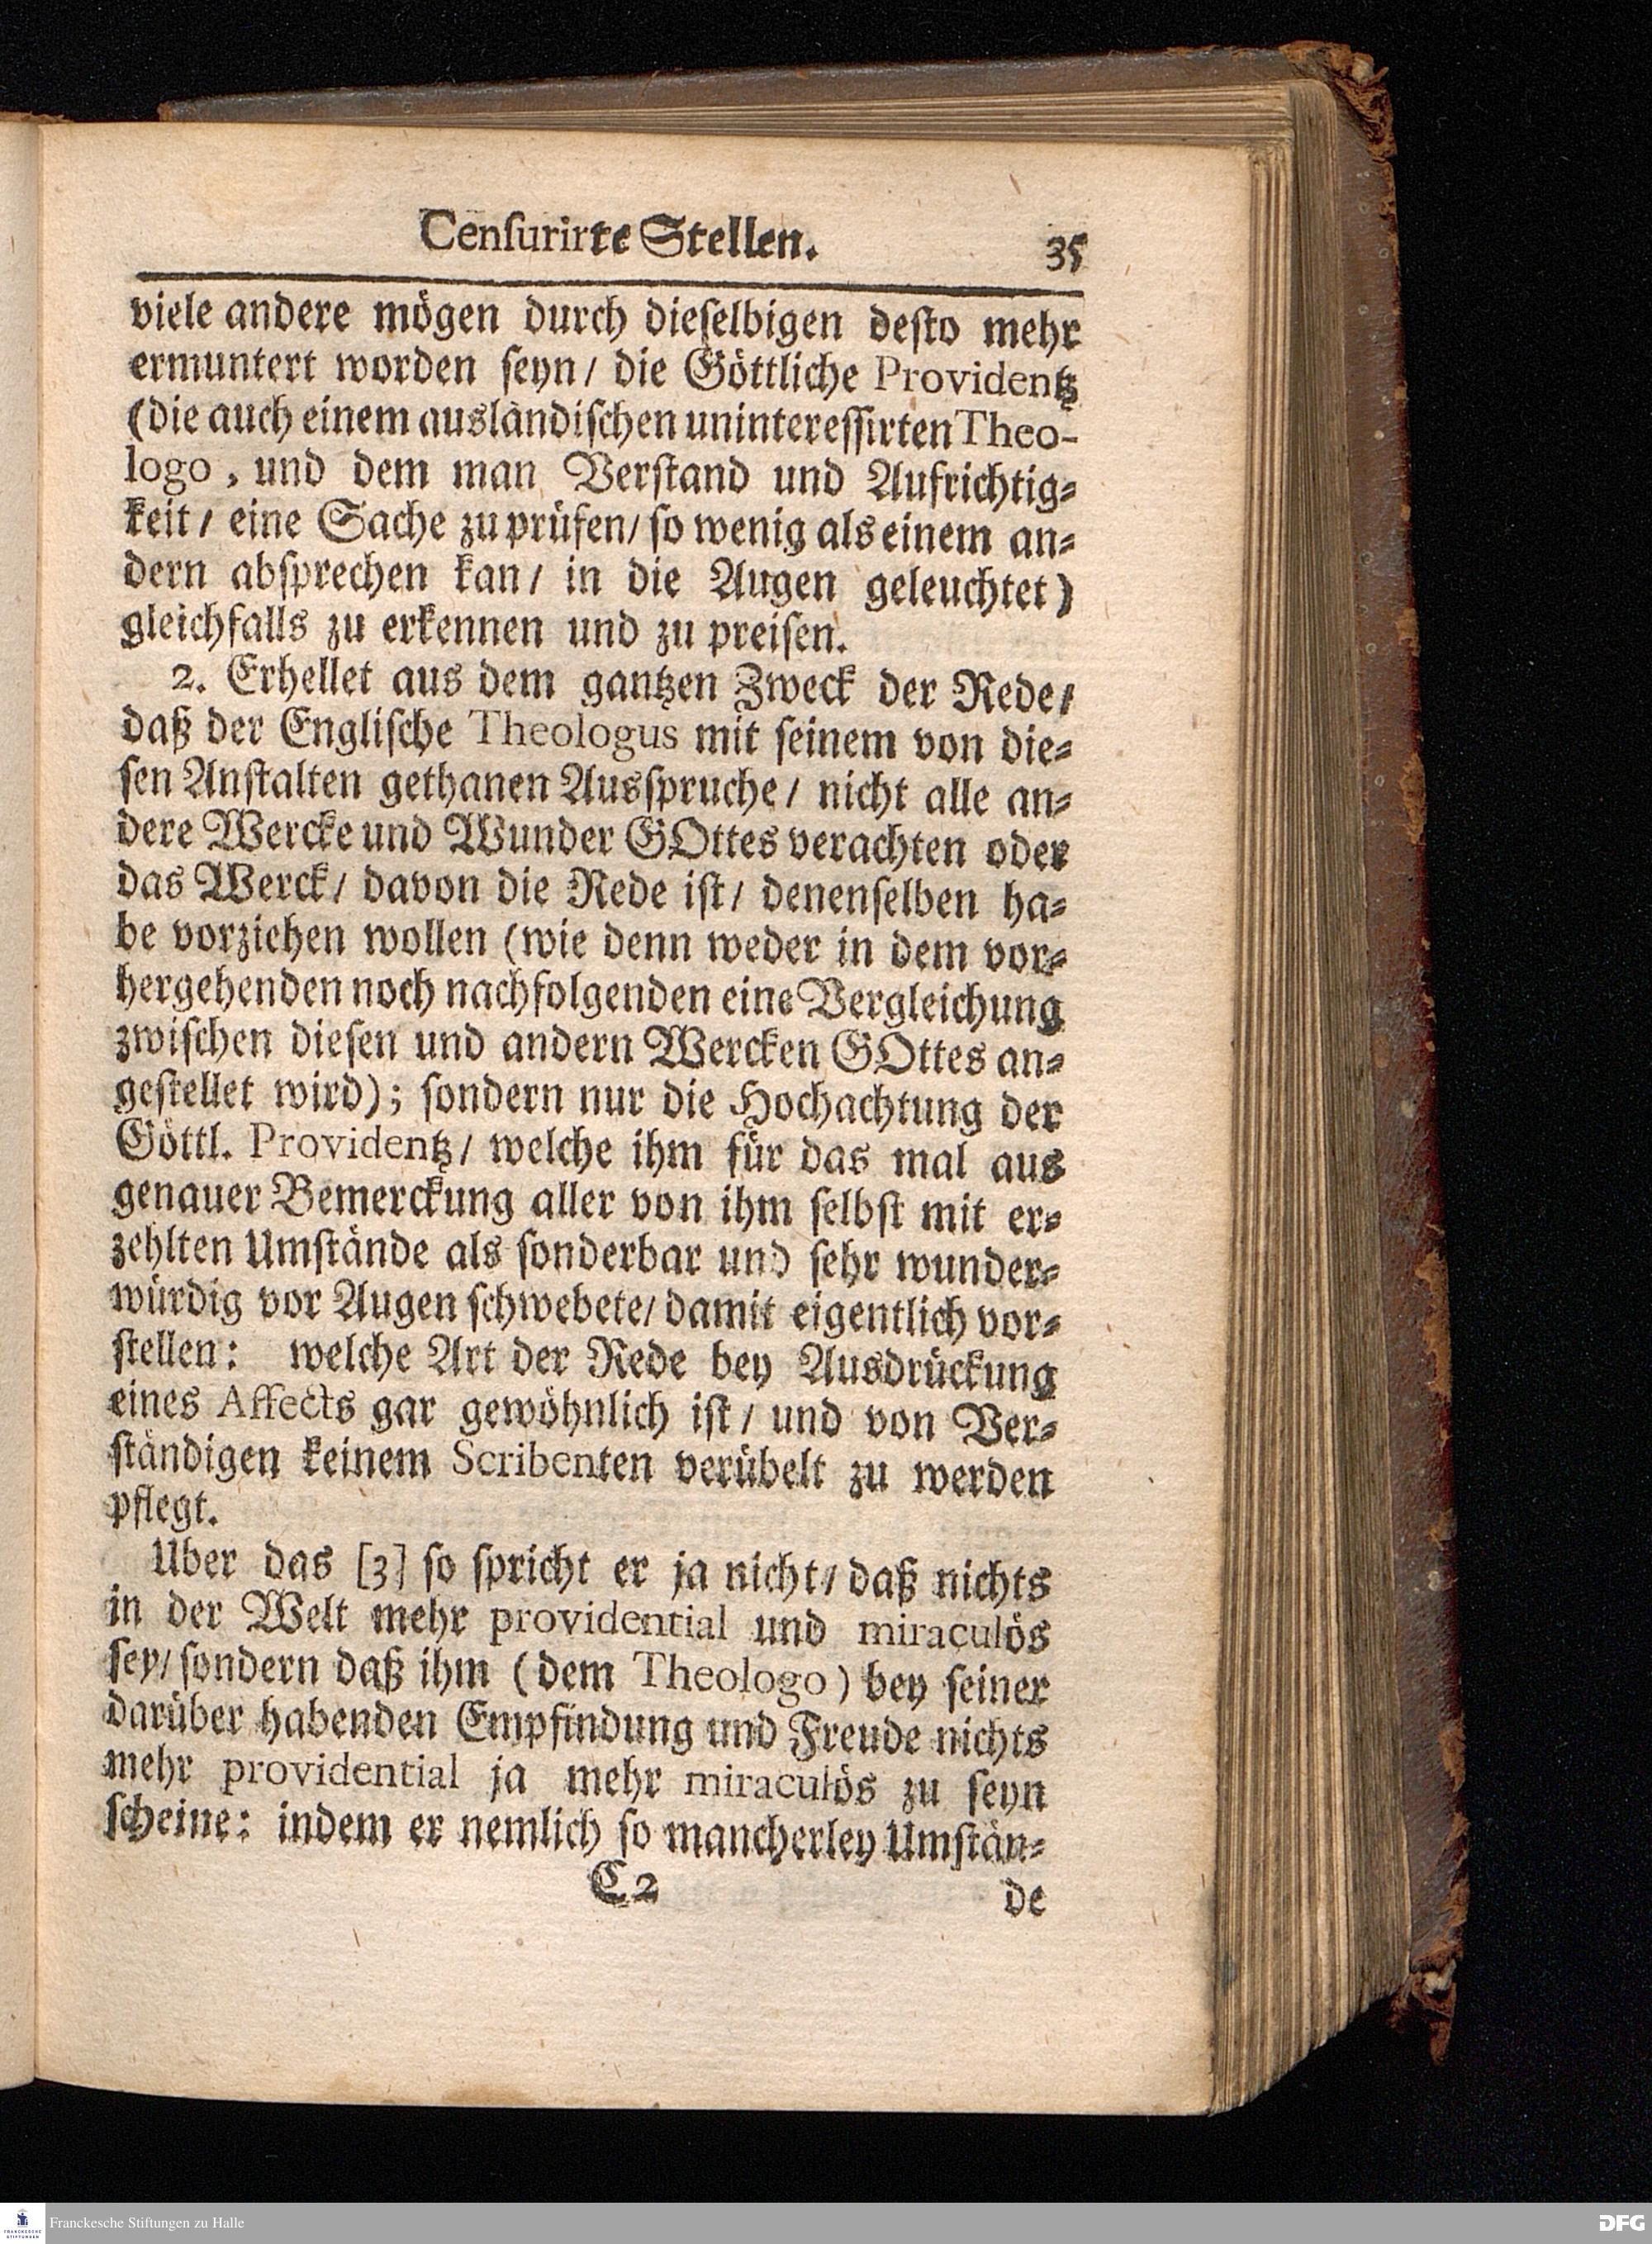 Censurirte Stellen. 35
viele andere mögen durch dieselbigen desto mehr
ermuntert worden seyn/ die Göttliche Providentz
(die auch einem ausländischen uninteressirten Theo-
logo, und dem man Verstand und Aufrichtig-
keit/ eine Sache zu prüfen/ so wenig als einem an-
dern absprechen kan/ in die Augen geleuchtet)
gleichfalls zu erkennen und zu preisen.
2. Erhellet aus dem gantzen Zweck der Rede/
daß der Englische Theologus mit seinem von die-
sen Anstalten gethanen Ausspruche/ nicht alle an-
dere Wercke und Wunder GOttes verachten oder
das Werck/ davon die Rede ist/ denenselben ha-
be vorziehen wollen (wie denn weder in dem vor-
hergehenden noch nachfolgenden eine Vergleichung
zwischen diesen und andern Wercken GOttes an-
gestellet wird); sondern nur die Hochachtung der
Göttl. Providentz/ welche ihm für das mal aus
genauer Bemerckung aller von ihm selbst mit er-
zehlten Umstände als sonderbar und sehr wunder-
würdig vor Augen schwebete/ damit eigentlich vor-
stellen: welche Art der Rede bey Ausdrückung
eines Affects gar gewöhnlich ist/ und von Ver-
ständigen keinem Scribenten verübelt zu werden
pflegt.
Uber das [3] so spricht er ja nicht/ daß nichts
in der Welt mehr providential und miraculös
sey/ sondern daß ihm (dem Theologo) bey seiner
darüber habenden Empfindung und Freude nichts
mehr providential ja mehr miraculös zu seyn
scheine: indem er nemlich so mancherley Umstän-
C 2 de
Franckesche Stiftungen zu Halle
DFG